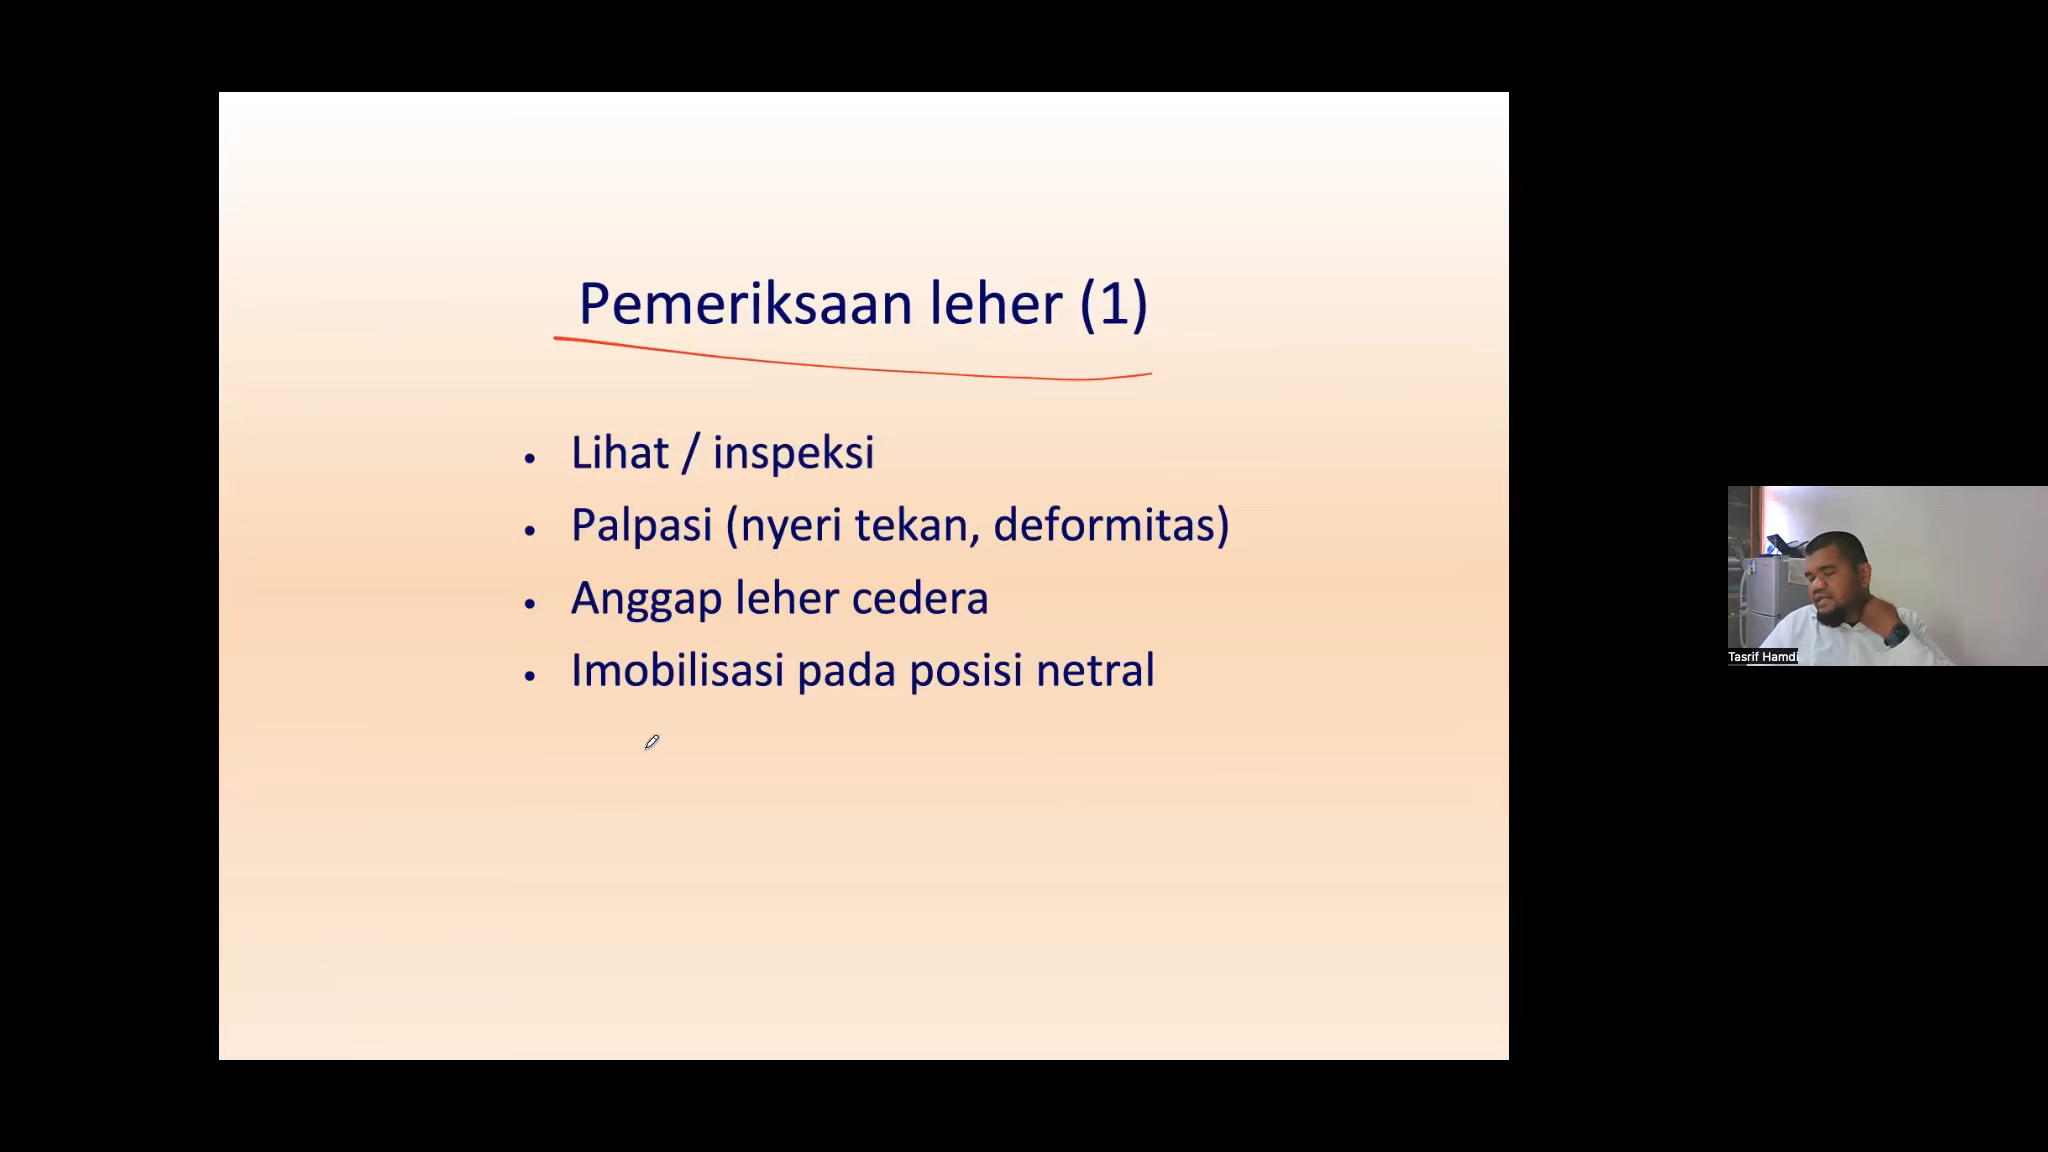 Pemeriksaan leher (1)
• Lihat / inspeksi
• Palpasi (nyeri tekan, deformitas)
• Anggap leher cedera
• Imobilisasi pada posisi netral
Tasrif Hamdi